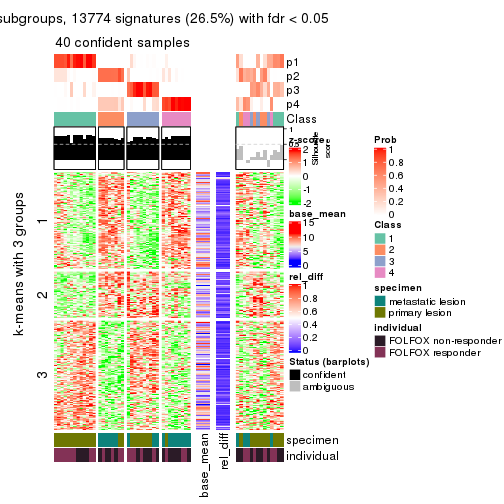 subgroups, 13774 signatures (26.5%) with fdr < 0.05
40 confident samples
p1
p2
p3
p4
Class
1
0.5
Silhouette
score
k-means with 3 groups
1
2
3
specimen
individual
base_mean
rel_diff
z-score
2
1
0
-1
-2
base_mean
15
10
5
0
rel_diff
1
0.8
0.6
0.4
0.2
0
Status (barplots)
confident
ambiguous
Prob
1
0.8
0.6
0.4
0.2
0
Class
1
2
3
4
specimen
metastatic lesion
primary lesion
individual
FOLFOX non-responder
FOLFOX responder